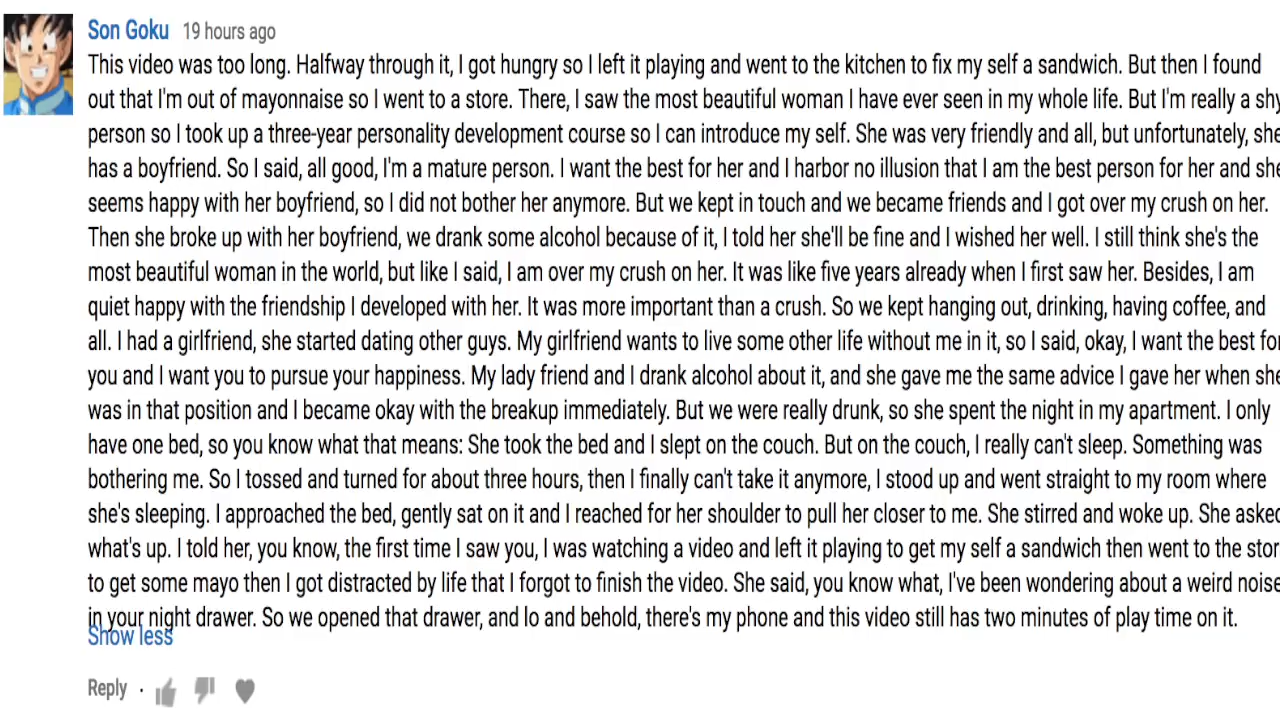 Son Goku 19 hours ago
This video was too long. Halfway through it, I got hungry so I left it playing and went to the kitchen to fix my self a sandwich. But then I found
out that I'm out of mayonnaise so I went to a store. There, I saw the most beautiful woman I have ever seen in my whole life. But I'm really a shy
person so I took up a three-year personality development course so I can introduce my self. She was very friendly and all, but unfortunately, she
has a boyfriend. So I said, all good, I'm a mature person. I want the best for her and I harbor no illusion that I am the best person for her and she
seems happy with her boyfriend, so I did not bother her anymore. But we kept in touch and we became friends and I got over my crush on her.
Then she broke up with her boyfriend, we drank some alcohol because of it, I told her she'll be fine and I wished her well. I still think she's the
most beautiful woman in the world, but like I said, I am over my crush on her. It was like five years already when I first saw her. Besides, I am
quiet happy with the friendship I developed with her. It was more important than a crush. So we kept hanging out, drinking, having coffee, and
all. I had a girlfriend, she started dating other guys. My girlfriend wants to live some other life without me in it, so I said, okay, I want the best for
you and I want you to pursue your happiness. My lady friend and I drank alcohol about it, and she gave me the same advice I gave her when she
was in that position and I became okay with the breakup immediately. But we were really drunk, so she spent the night in my apartment. I only
have one bed, so you know what that means: She took the bed and I slept on the couch. But on the couch, I really can't sleep. Something was
bothering me. So I tossed and turned for about three hours, then I finally can't take it anymore, I stood up and went straight to my room where
she's sleeping. I approached the bed, gently sat on it and I reached for her shoulder to pull her closer to me. She stirred and woke up. She asked
what's up. I told her, you know, the first time I saw you, I was watching a video and left it playing to get my self a sandwich then went to the stor
to get some mayo then I got distracted by life that I forgot to finish the video. She said, you know what, I've been wondering about a weird noise
in your night drawer. So we opened that drawer, and lo and behold, there's my phone and this video still has two minutes of play time on it.
Show less
Reply ·